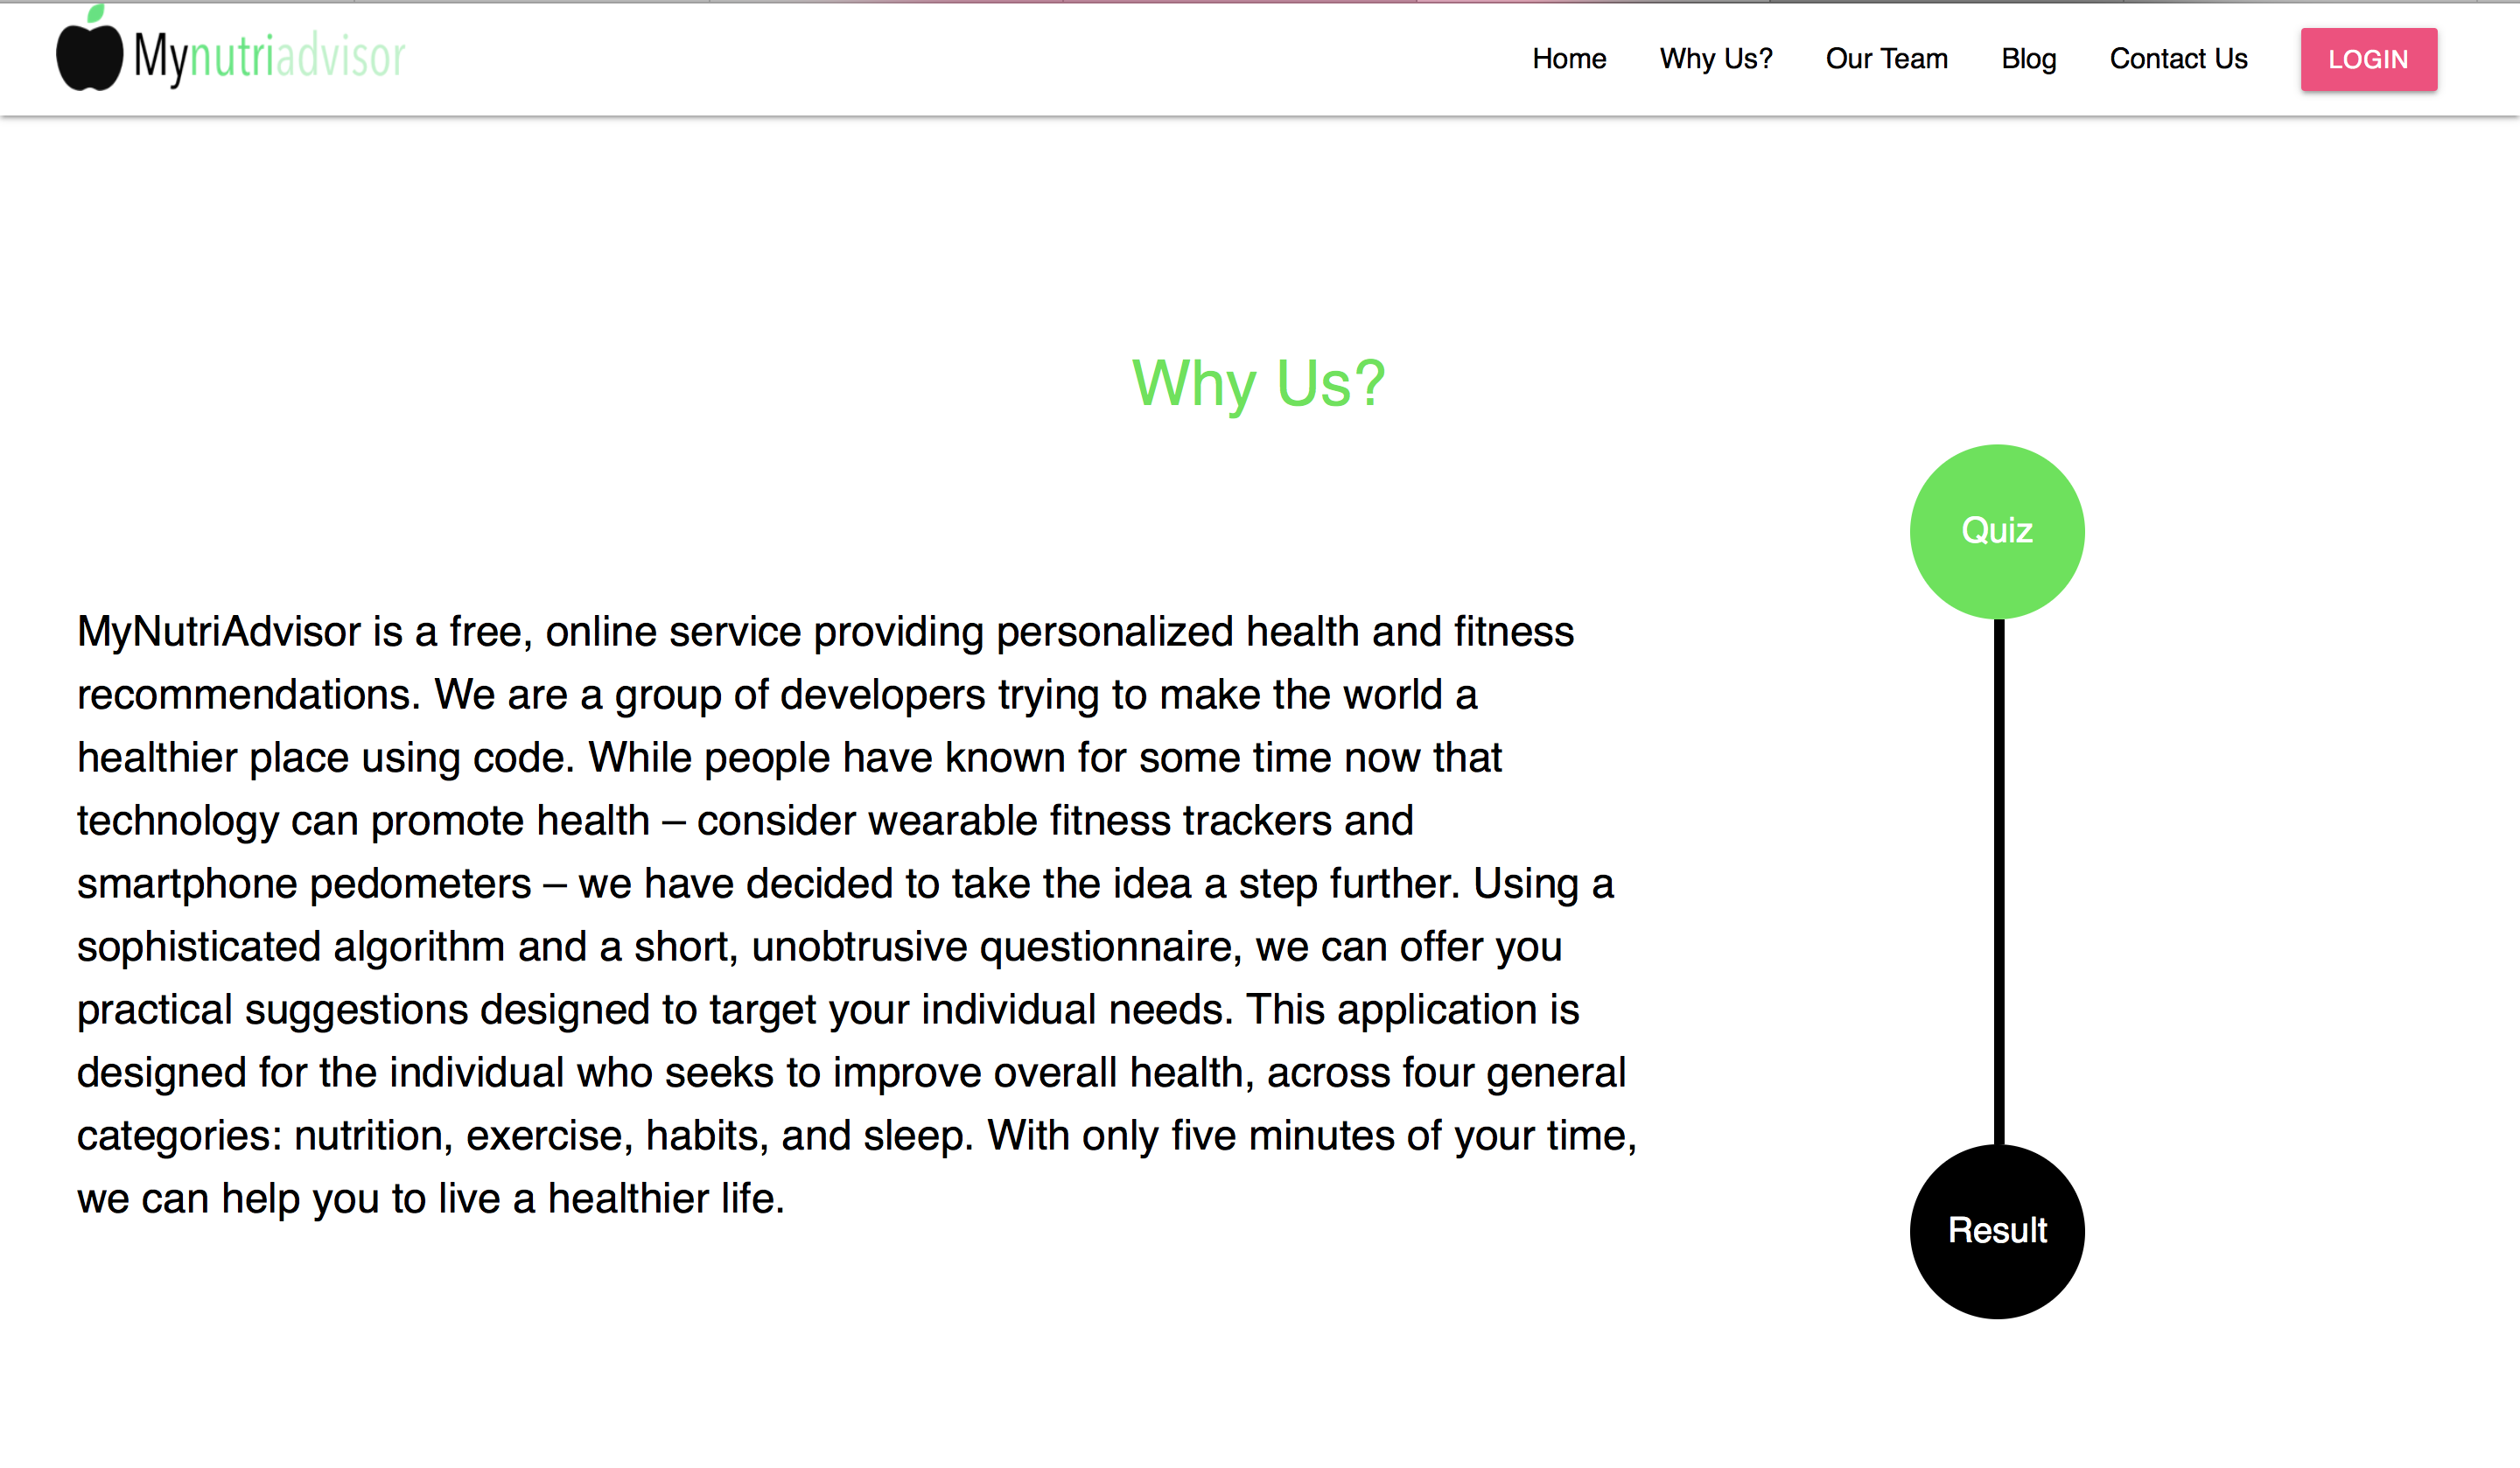 Mynutriadvisor
Home Why Us? Our Team Blog Contact Us LOGIN
Why Us?
Quiz
MyNutriAdvisor is a free, online service providing personalized health and fitness
recommendations. We are a group of developers trying to make the world a
healthier place using code. While people have known for some time now that
technology can promote health – consider wearable fitness trackers and
smartphone pedometers – we have decided to take the idea a step further. Using a
sophisticated algorithm and a short, unobtrusive questionnaire, we can offer you
practical suggestions designed to target your individual needs. This application is
designed for the individual who seeks to improve overall health, across four general
categories: nutrition, exercise, habits, and sleep. With only five minutes of your time,
we can help you to live a healthier life.
Result